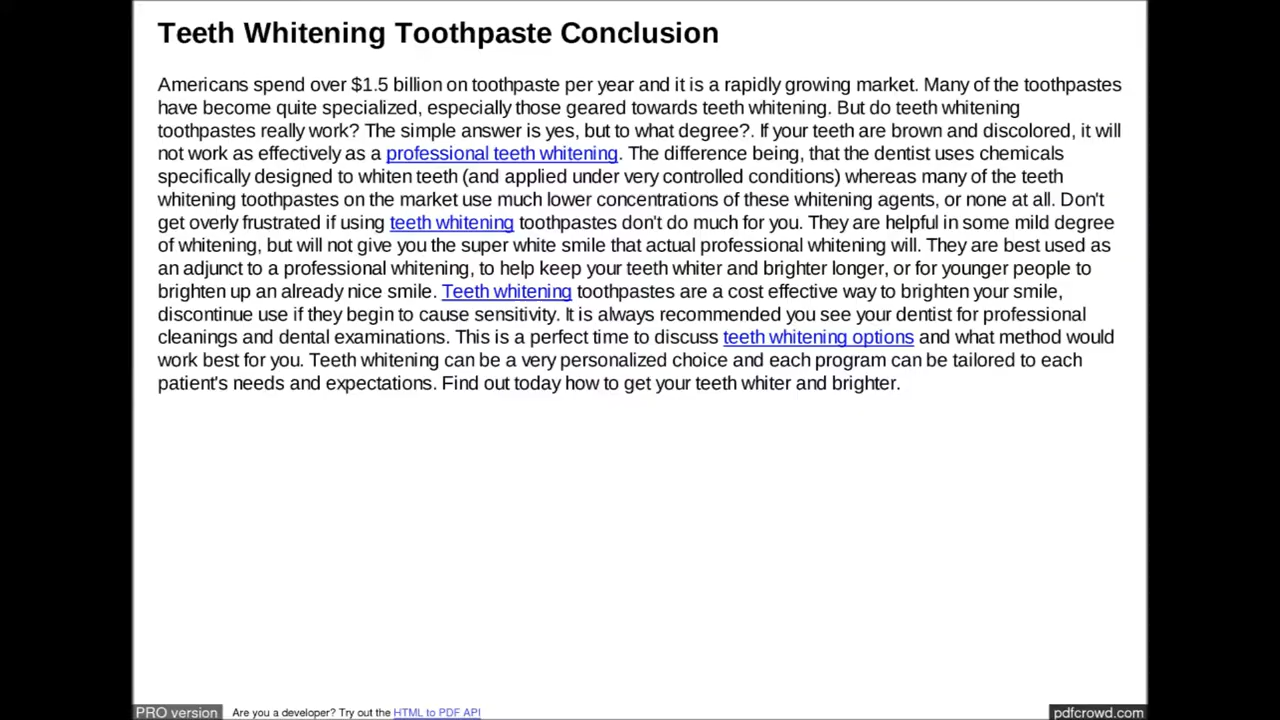 Teeth Whitening Toothpaste Conclusion
Americans spend over $1.5 billion on toothpaste per year and it is a rapidly growing market. Many of the toothpastes
have become quite specialized, especially those geared towards teeth whitening. But do teeth whitening
toothpastes really work? The simple answer is yes, but to what degree?. If your teeth are brown and discolored, it will
not work as effectively as a professional teeth whitening. The difference being, that the dentist uses chemicals
specifically designed to whiten teeth (and applied under very controlled conditions) whereas many of the teeth
whitening toothpastes on the market use much lower concentrations of these whitening agents, or none at all. Don't
get overly frustrated if using teeth whitening toothpastes don't do much for you. They are helpful in some mild degree
of whitening, but will not give you the super white smile that actual professional whitening will. They are best used as
an adjunct to a professional whitening, to help keep your teeth whiter and brighter longer, or for younger people to
brighten up an already nice smile. Teeth whitening toothpastes are a cost effective way to brighten your smile,
discontinue use if they begin to cause sensitivity. It is always recommended you see your dentist for professional
cleanings and dental examinations. This is a perfect time to discuss teeth whitening options and what method would
work best for you. Teeth whitening can be a very personalized choice and each program can be tailored to each
patient's needs and expectations. Find out today how to get your teeth whiter and brighter.
PRO version Are you a developer? Try out the HTML to PDF API pdfcrowd.com